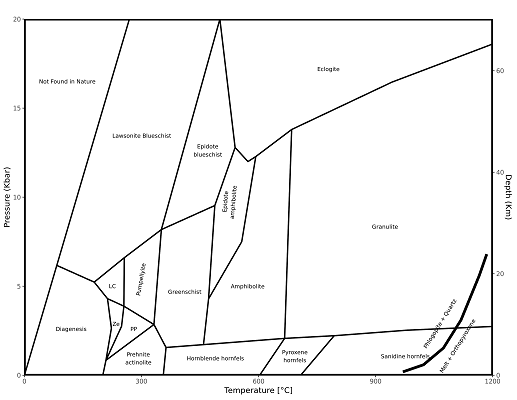 20
15
10
5
0
Pressure (Kbar)
0
300
600
900
1200
Temperature [°C]
60
40
20
0
Depth (Km)
Not Found in Nature
Lawsonite Blueschist
Eclogite
Epidote
blueschist
Epidote
amphibolite
Granulite
Pumpellyite
LC
Greenschist
Amphibolite
Diagenesis
Ze
PP
Prehnite
actinolite
Hornblende hornfels
Pyroxene
hornfels
Sanidine hornfels
Phlogopite + Quartz
Melt + Orthopyroxene